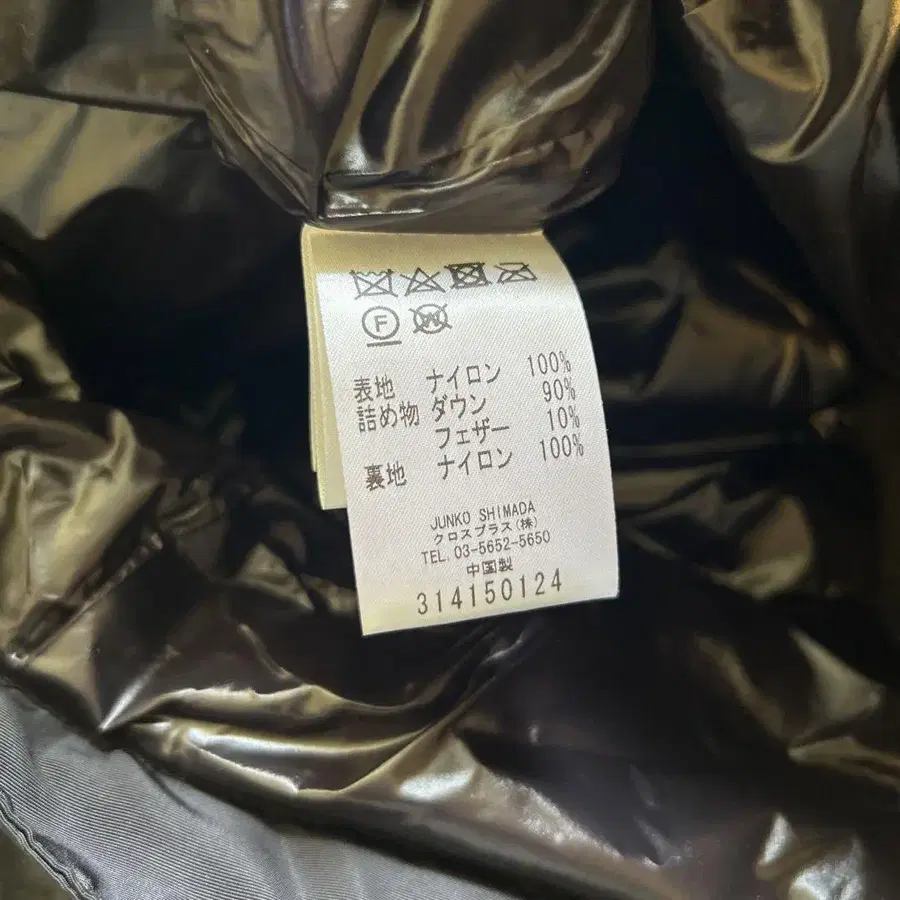 F W
表地 ナイロン 100%
詰め物 ダウン 90%
フェザー 10%
裏地 ナイロン 100%
JUNKO SHIMADA
クロスプラス(株)
TEL. 03-5652-5650
中国製
314150124